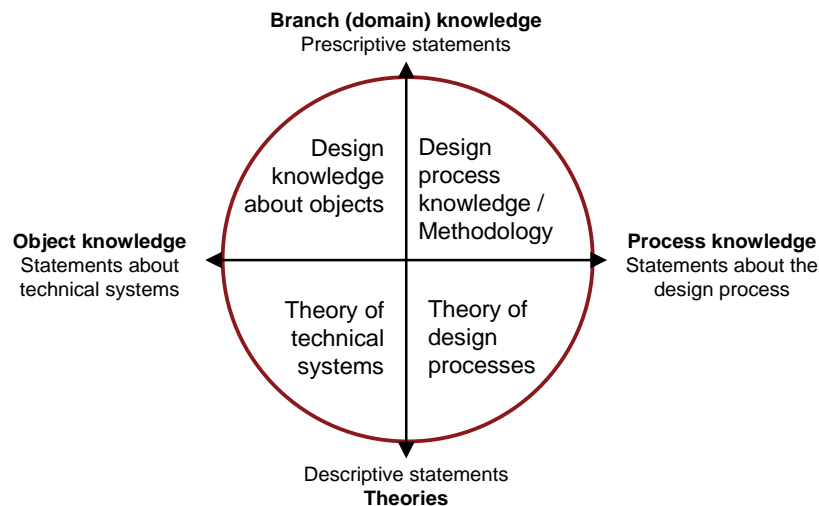 Branch (domain) knowledge
Prescriptive statements
Design
knowledge
about objects
Design
process
knowledge /
Methodology
Object knowledge
Statements about
technical systems
Process knowledge
Statements about the
design process
Theory of
technical
systems
Theory of
design
processes
Descriptive statements
Theories